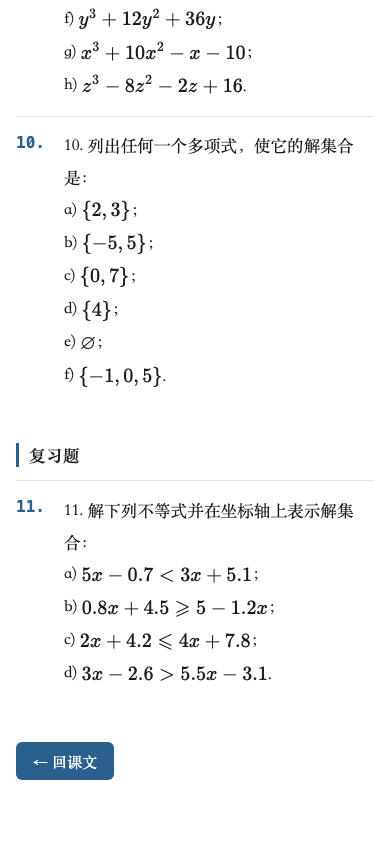 f) y³ + 12y² + 36y;
g) x³ + 10x² − x − 10;
h) z³ − 8z² − 2z + 16.
10. 10. 列出任何一个多项式，使它的解集合
是：
a) {2, 3};
b) {−5, 5};
c) {0, 7};
d) {4};
e) ∅;
f) {−1, 0, 5}.
复习题
11. 11. 解下列不等式并在坐标轴上表示解集
合：
a) 5x − 0.7 < 3x + 5.1;
b) 0.8x + 4.5 ⩾ 5 − 1.2x;
c) 2x + 4.2 ⩽ 4x + 7.8;
d) 3x − 2.6 > 5.5x − 3.1.
← 回课文